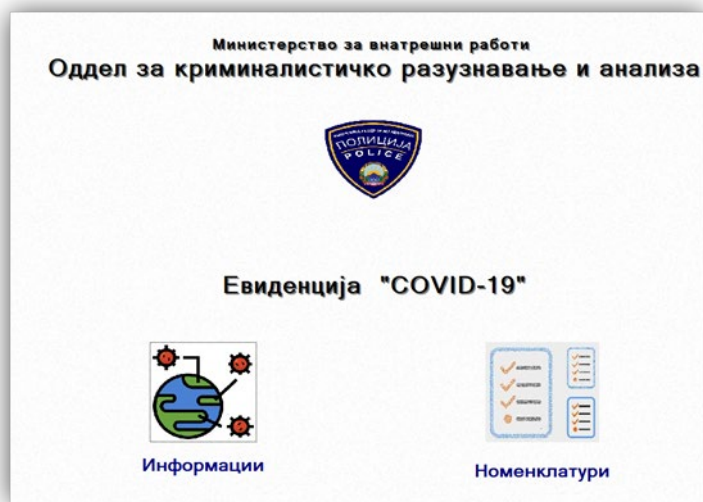 Министерство за внатрешни работи
Оддел за криминалистичко разузнавање и анализа
ПОЛИЦИЈА
POLICE
Евиденција "COVID-19"
Информации
Номенклатури